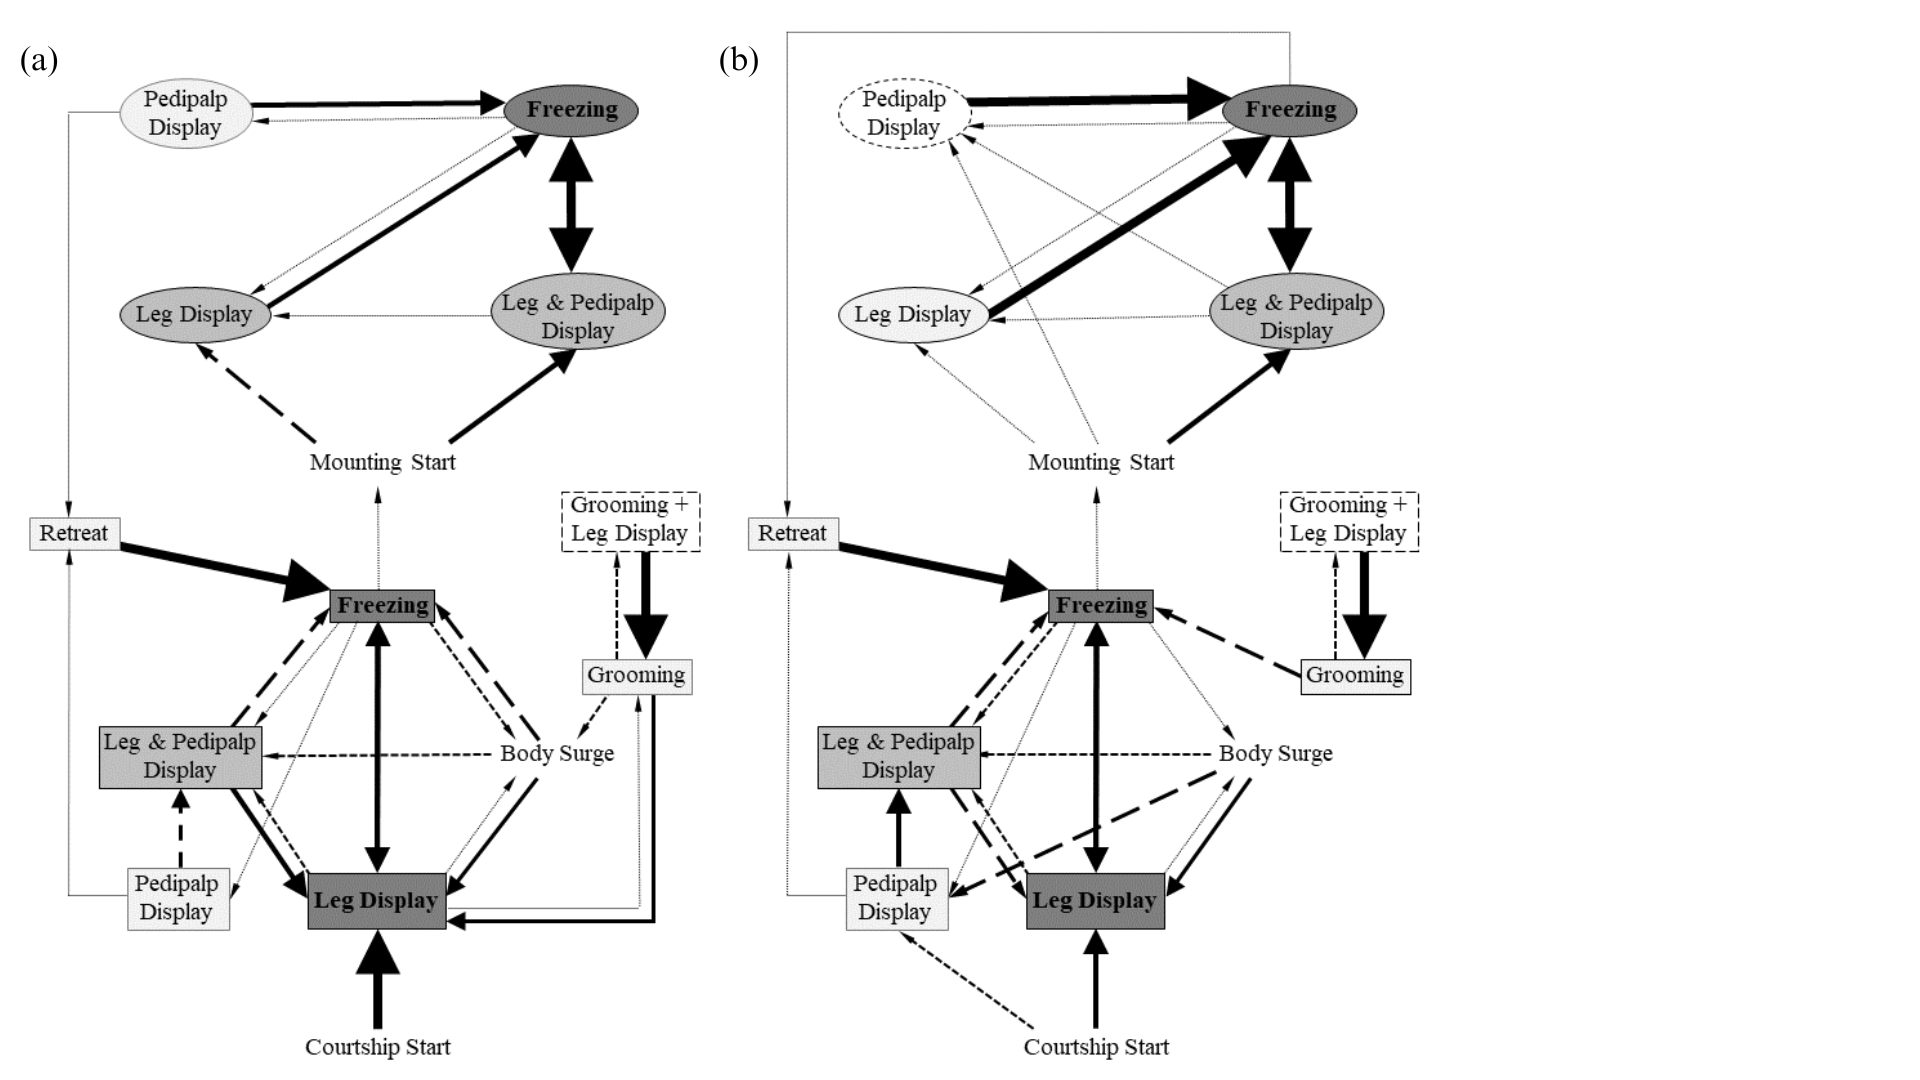 (a)
Pedipalp
Display
Freezing
Leg Display
Leg & Pedipalp
Display
Mounting Start
Retreat
Grooming +
Leg Display
Freezing
Grooming
Leg & Pedipalp
Display
Body Surge
Pedipalp
Display
Leg Display
Courtship Start
(b)
Pedipalp
Display
Freezing
Leg Display
Leg & Pedipalp
Display
Mounting Start
Retreat
Grooming +
Leg Display
Freezing
Grooming
Leg & Pedipalp
Display
Body Surge
Pedipalp
Display
Leg Display
Courtship Start